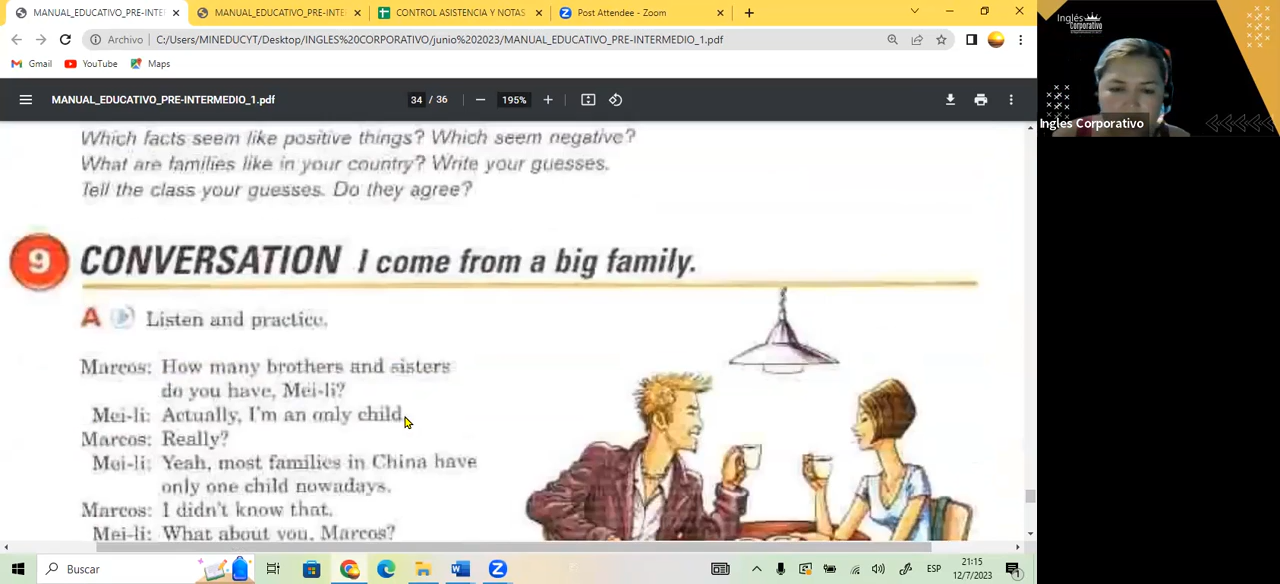 MANUAL_EDUCATIVO_PRE-INTERME
MANUAL_EDUCATIVO_PRE-INTE
CONTROL ASISTENCIA Y NOTAS
Post Attendee - Zoom
Archivo
C:/Users/MINEDUCYT/Desktop/INGLES%20CORPORATIVO/junio%202023/MANUAL_EDUCATIVO_PRE-INTERMEDIO_1.pdf
Gmail
YouTube
Maps
MANUAL_EDUCATIVO_PRE-INTERMEDIO_1.pdf
34 / 36
195%
Inglés
Corporativo
Ingles Corporativo
Which facts seem like positive things? Which seem negative?
What are families like in your country? Write your guesses.
Tell the class your guesses. Do they agree?
9 CONVERSATION I come from a big family.
A Listen and practice.
Marcos: How many brothers and sisters
do you have, Mei-li?
Mei-li: Actually, I'm an only child.
Marcos: Really?
Mei-li: Yeah, most families in China have
only one child nowadays.
Marcos: I didn't know that.
Mei-li: What about you, Marcos?
Buscar
ESP
21:15
12/7/2023